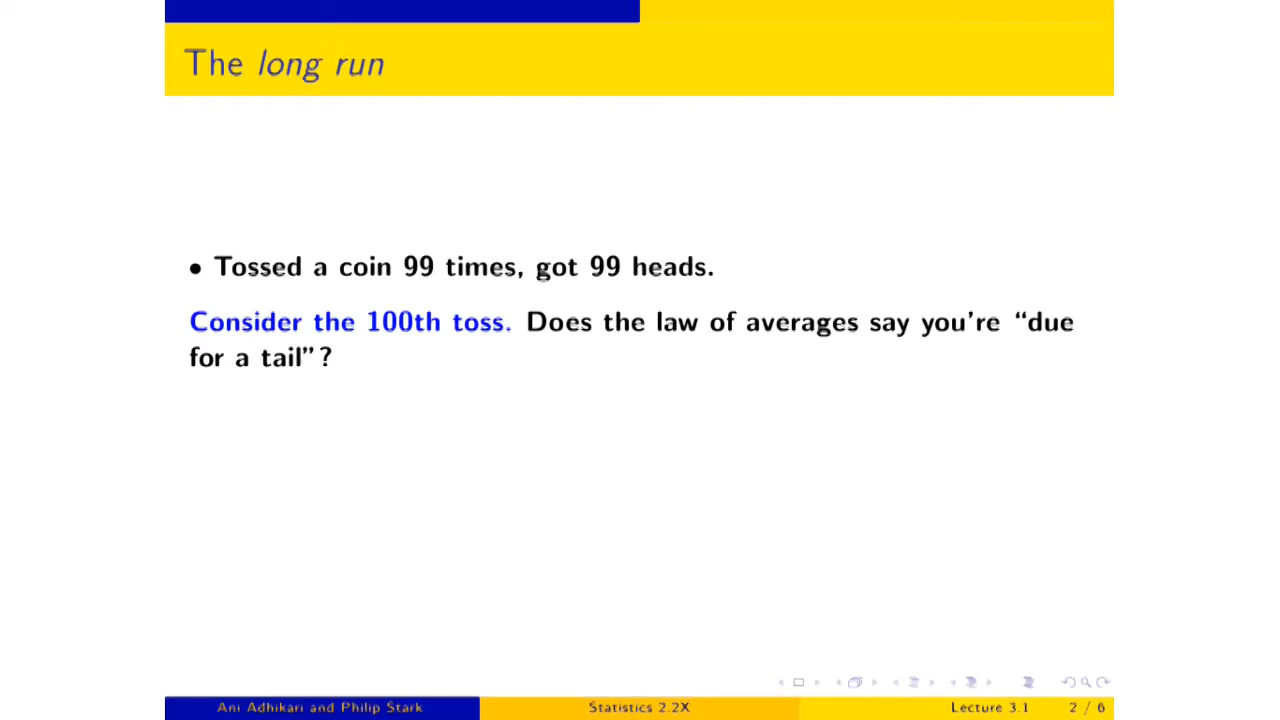 The long run
• Tossed a coin 99 times, got 99 heads.
Consider the 100th toss. Does the law of averages say you're “due
for a tail”?
Ani Adhikari and Philip Stark
Statistics 2.2X
Lecture 3.1
2 / 6